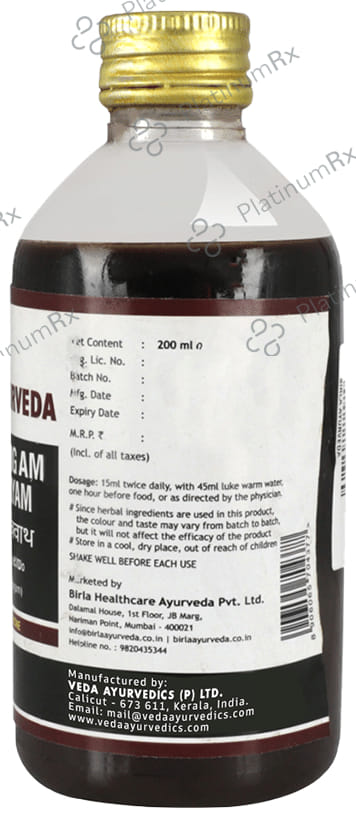 PlatinumRx
PlatinumRx
PlatinumRx
RVEDA
GAM
YAM
et Content : 200 ml
g. Lic. No. :
Batch No. :
Mfg. Date :
Expiry Date :
M.R.P. ₹ :
(Incl. of all taxes)
Dosage: 15ml twice daily, with 45ml luke warm water,
one hour before food, or as directed by the physician.
# Since herbal ingredients are used in this product,
the colour and taste may vary from batch to batch,
but it will not affect the efficacy of the product
# Store in a cool, dry place, out of reach of children
SHAKE WELL BEFORE EACH USE
Marketed by
Birla Healthcare Ayurveda Pvt. Ltd.
Dalamal House, 1st Floor, JB Marg,
Nariman Point, Mumbai - 400021
info@birlaayurveda.co.in | birlaayurveda.co.in
Helpline no. : 9820435344
Manufactured by:
VEDA AYURVEDICS (P) LTD.
Calicut - 673 611, Kerala, India.
Email: mail@vedaayurvedics.com
www.vedaayurvedics.com